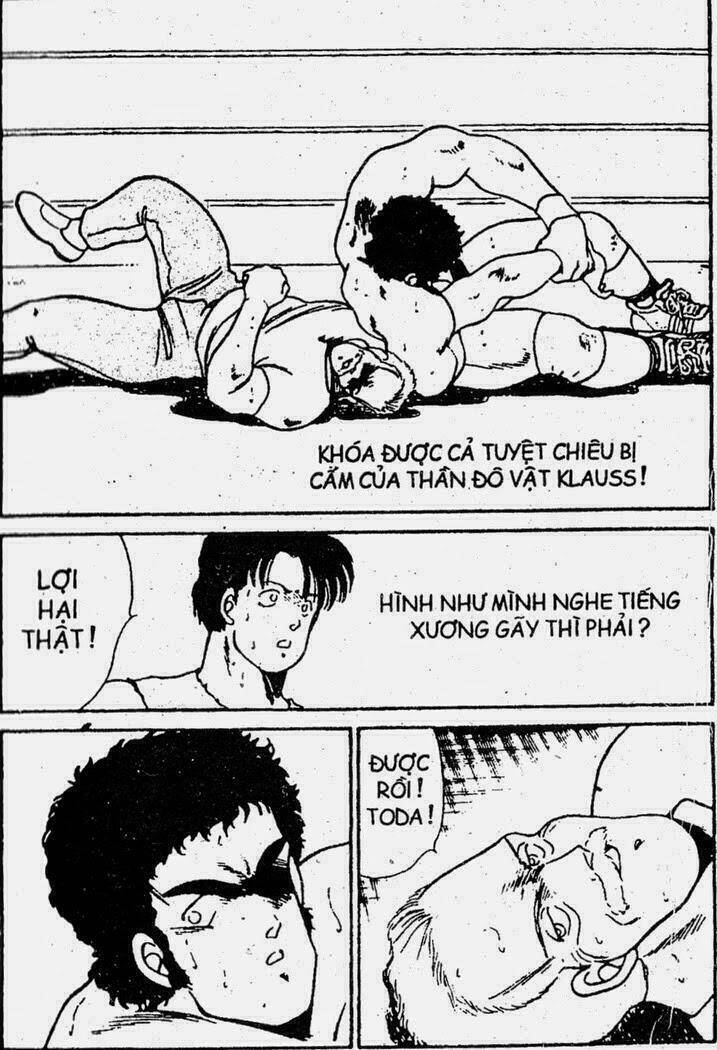 KHÓA ĐƯỢC CẢ TUYỆT CHIÊU BỊ
CẤM CỦA THẦN ĐÔ VẬT KLAUSS!
LỢI
HẠI
THẬT!
HÌNH NHƯ MÌNH NGHE TIẾNG
XƯƠNG GÃY THÌ PHẢI?
ĐƯỢC
RỒI!
TODA!